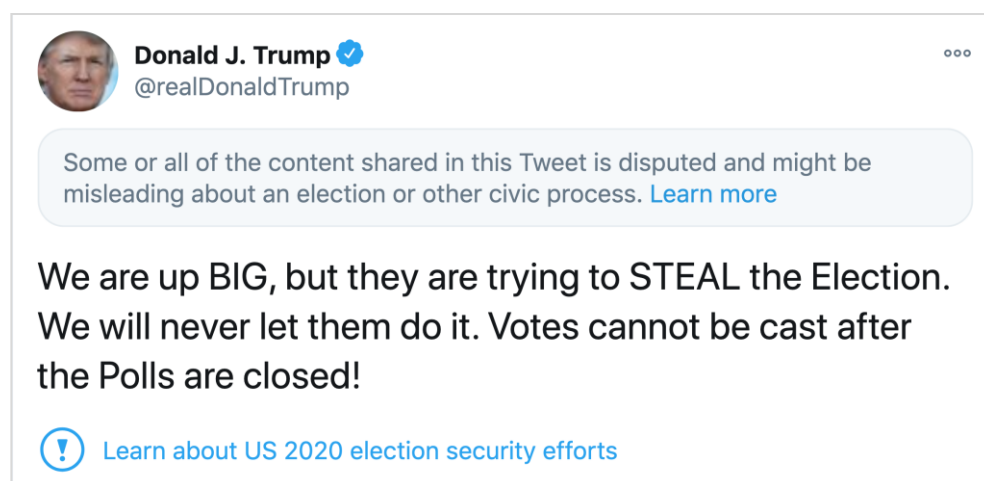 Donald J. Trump
@realDonaldTrump
Some or all of the content shared in this Tweet is disputed and might be
misleading about an election or other civic process. Learn more
We are up BIG, but they are trying to STEAL the Election.
We will never let them do it. Votes cannot be cast after
the Polls are closed!
Learn about US 2020 election security efforts